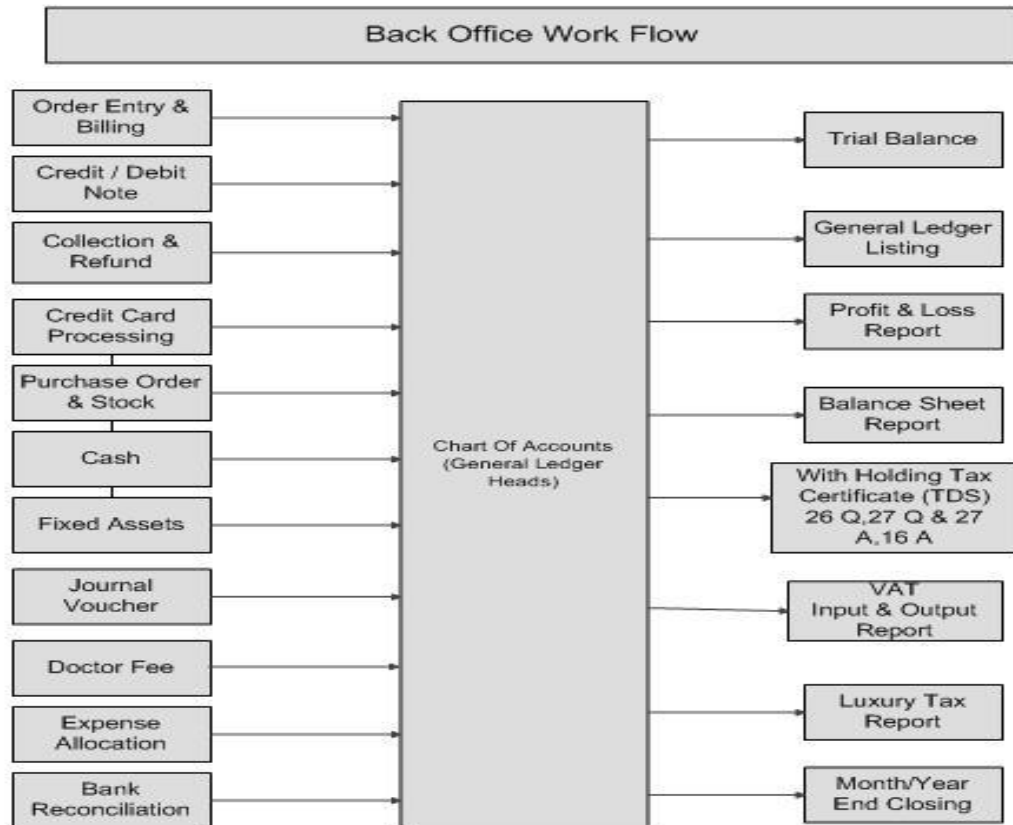 Back Office Work Flow
Order Entry &
Billing
Credit / Debit
Note
Collection &
Refund
Credit Card
Processing
Purchase Order
& Stock
Cash
Fixed Assets
Journal
Voucher
Doctor Fee
Expense
Allocation
Bank
Reconciliation
Chart Of Accounts
(General Ledger
Heads)
Trial Balance
General Ledger
Listing
Profit & Loss
Report
Balance Sheet
Report
With Holding Tax
Certificate (TDS)
26 Q,27 Q & 27
A,16 A
VAT
Input & Output
Report
Luxury Tax
Report
Month/Year
End Closing